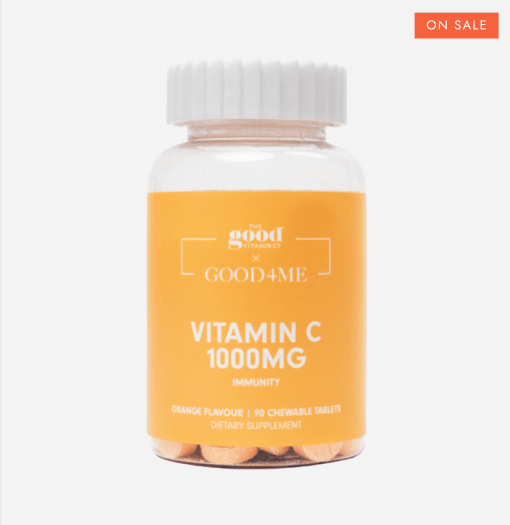 ON SALE
THE
good
VITAMIN CO
×
GOOD4ME
VITAMIN C
1000MG
IMMUNITY
ORANGE FLAVOUR | 90 CHEWABLE TABLETS
DIETARY SUPPLEMENT